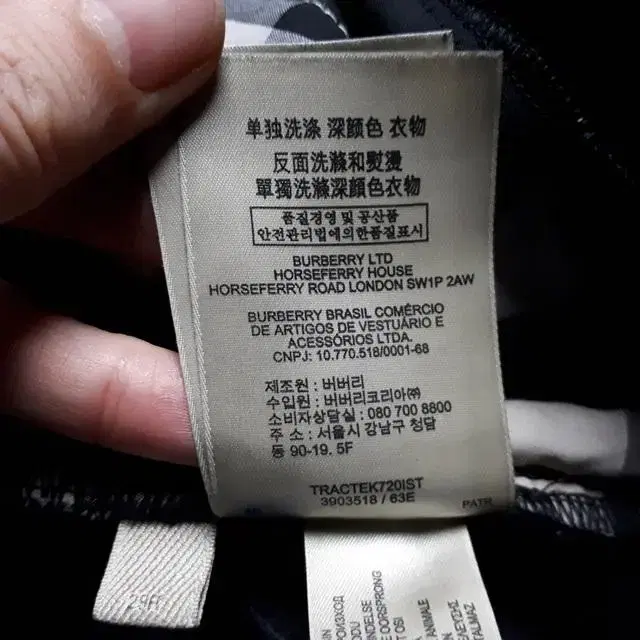 单独洗涤 深颜色 衣物
反面洗滌和熨燙
單獨洗滌深顏色衣物
품질경영 및 공산품
안전관리법에의한품질표시
BURBERRY LTD
HORSEFERRY HOUSE
HORSEFERRY ROAD LONDON SW1P 2AW
BURBERRY BRASIL COMÉRCIO
DE ARTIGOS DE VESTUÁRIO E
ACESSÓRIOS LTDA.
CNPJ: 10.770.518/0001-68
제조원 : 버버리
수입원 : 버버리코리아㈜
소비자상담실 : 080 700 8800
주소 : 서울시 강남구 청담
동 90-19. 5F
TRACTEK720IST
3903518 / 63E
PATR